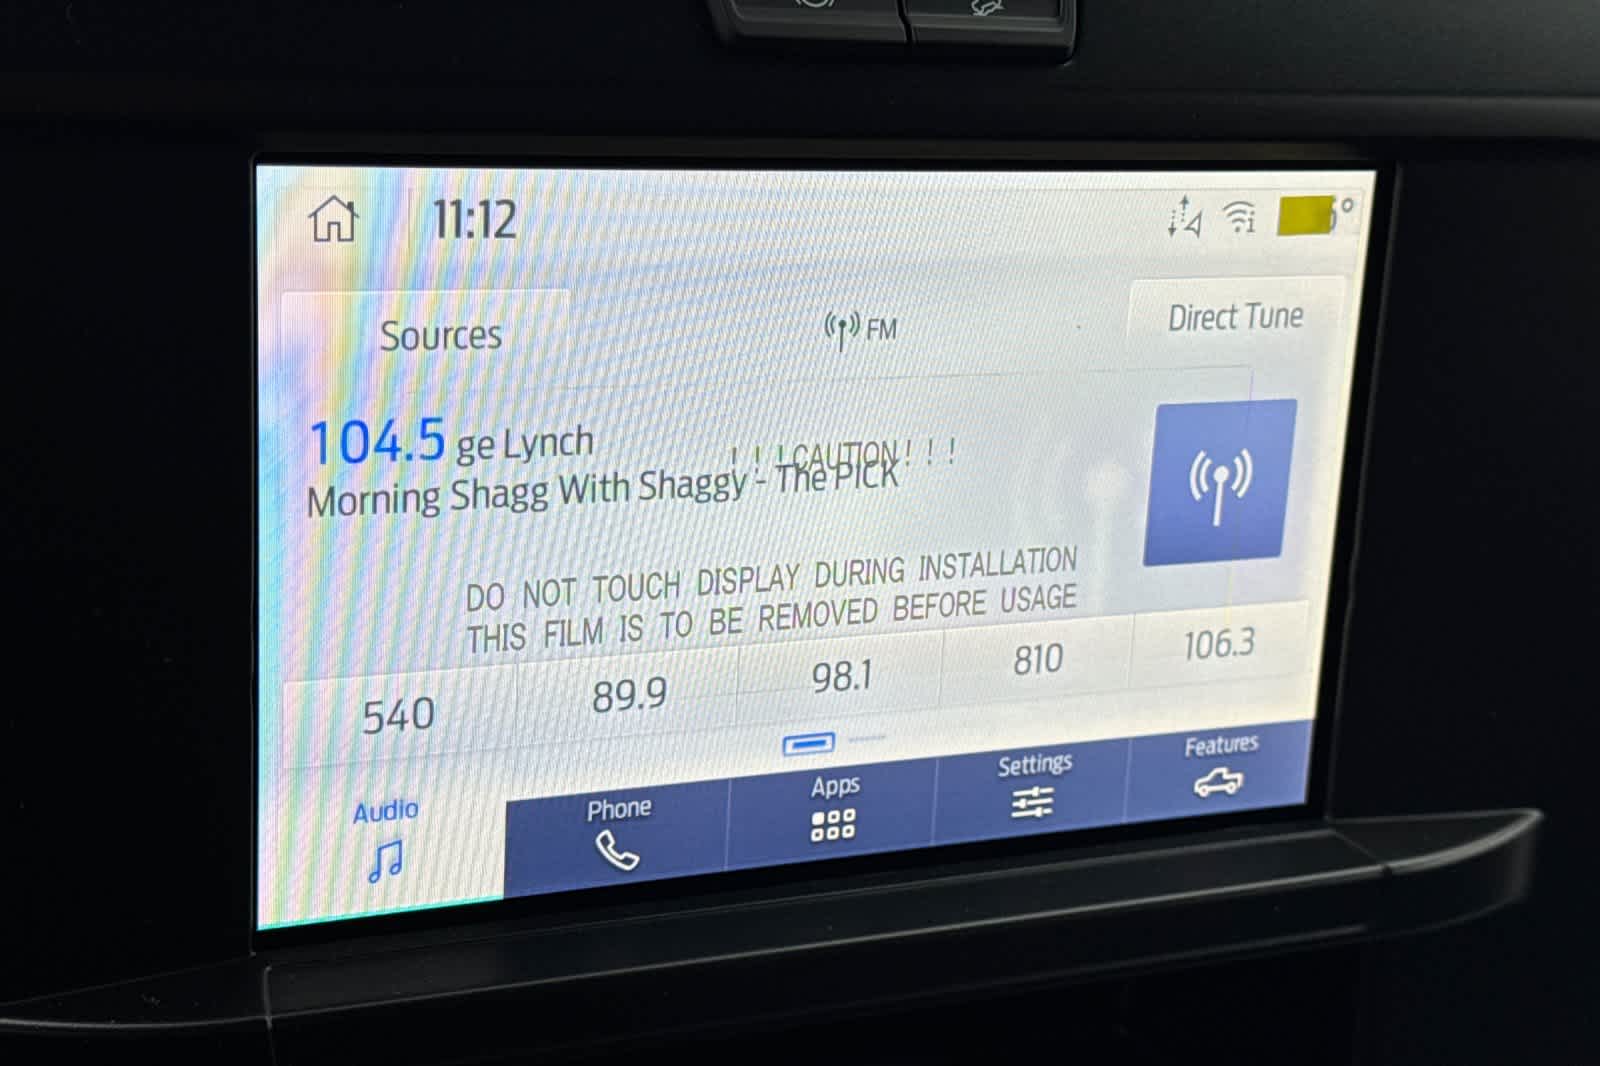 11:12
°
Sources
FM
Direct Tune
104.5 ge Lynch
! ! ! CAUTION! ! !
Morning Shagg With Shaggy - The PICK
DO NOT TOUCH DISPLAY DURING INSTALLATION
THIS FILM IS TO BE REMOVED BEFORE USAGE
540 89.9 98.1 810 106.3
Audio Phone Apps Settings Features